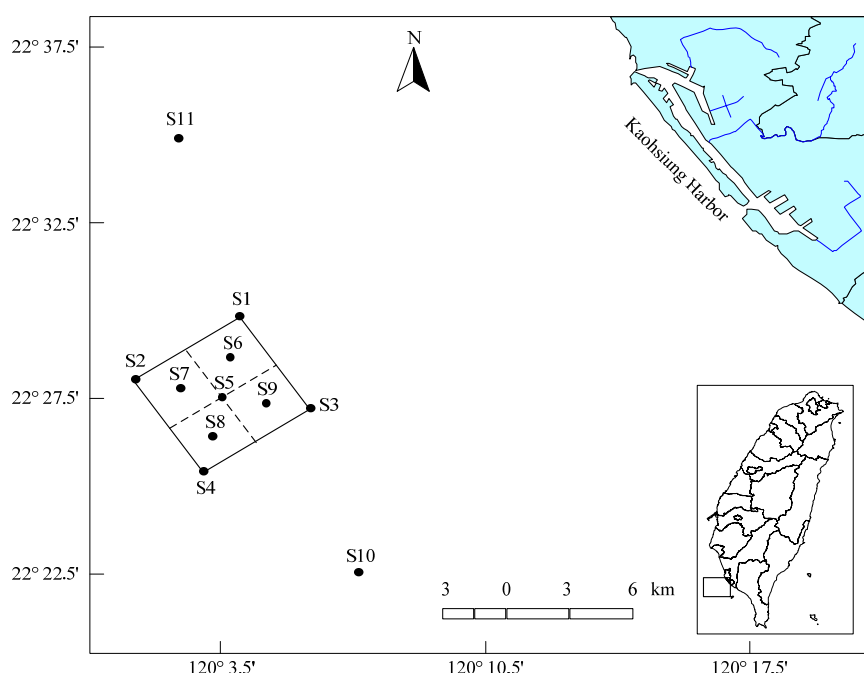 N
22° 37.5'
S11
Kaohsiung Harbor
22° 32.5'
S1
S6
S2
S7
S5
S9
22° 27.5'
S3
S8
S4
S10
22° 22.5'
3 0 3 6 km
120° 3.5' 120° 10.5' 120° 17.5'